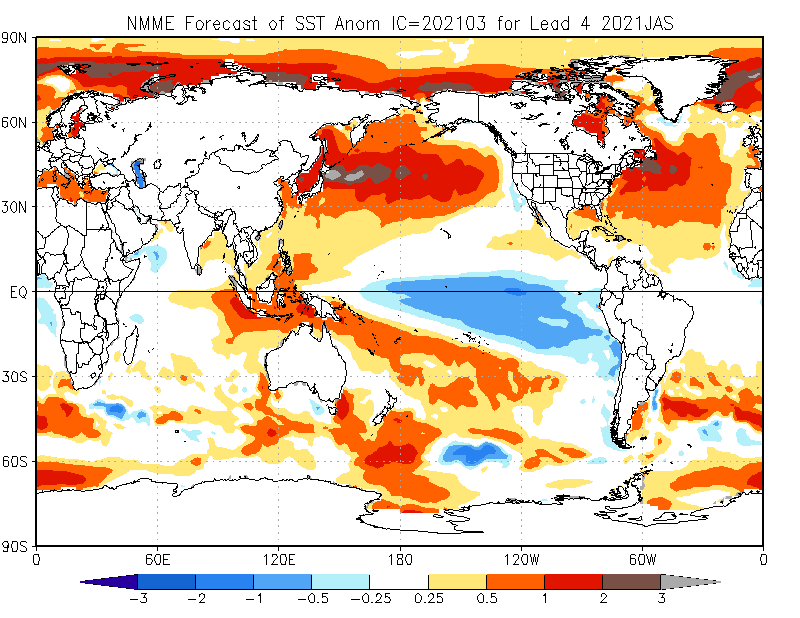 NMME Forecast of SST Anom IC=202103 for Lead 4 2021JAS
90N
60N
30N
EQ
30S
60S
90S
0 60E 120E 180 120W 60W 0
-3 -2 -1 -0.5 -0.25 0.25 0.5 1 2 3